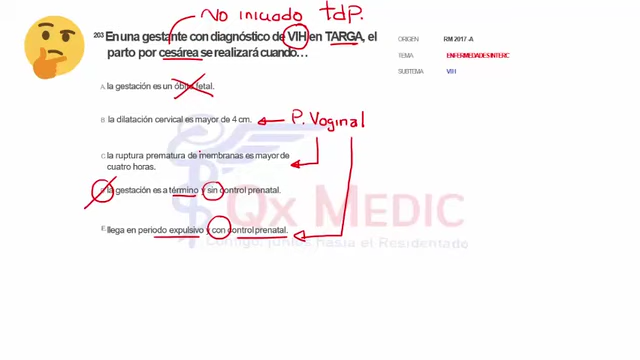 No iniciado tdP.
203 En una gestante con diagnóstico de VIH en TARGA, el
parto por cesárea se realizará cuando...
A. la gestación es un óbito fetal.
B. la dilatación cervical es mayor de 4 cm.
P. Vaginal
C. la ruptura prematura de membranas es mayor de
cuatro horas.
la gestación es a término y sin control prenatal.
E. llega en periodo expulsivo y con control prenatal.
ORIGEN RM 2017-A
TEMA ENFERMEDADES INTERC
SUBTEMA VIH
Qx MEDIC
Contigo, juntos hasta el Residentado